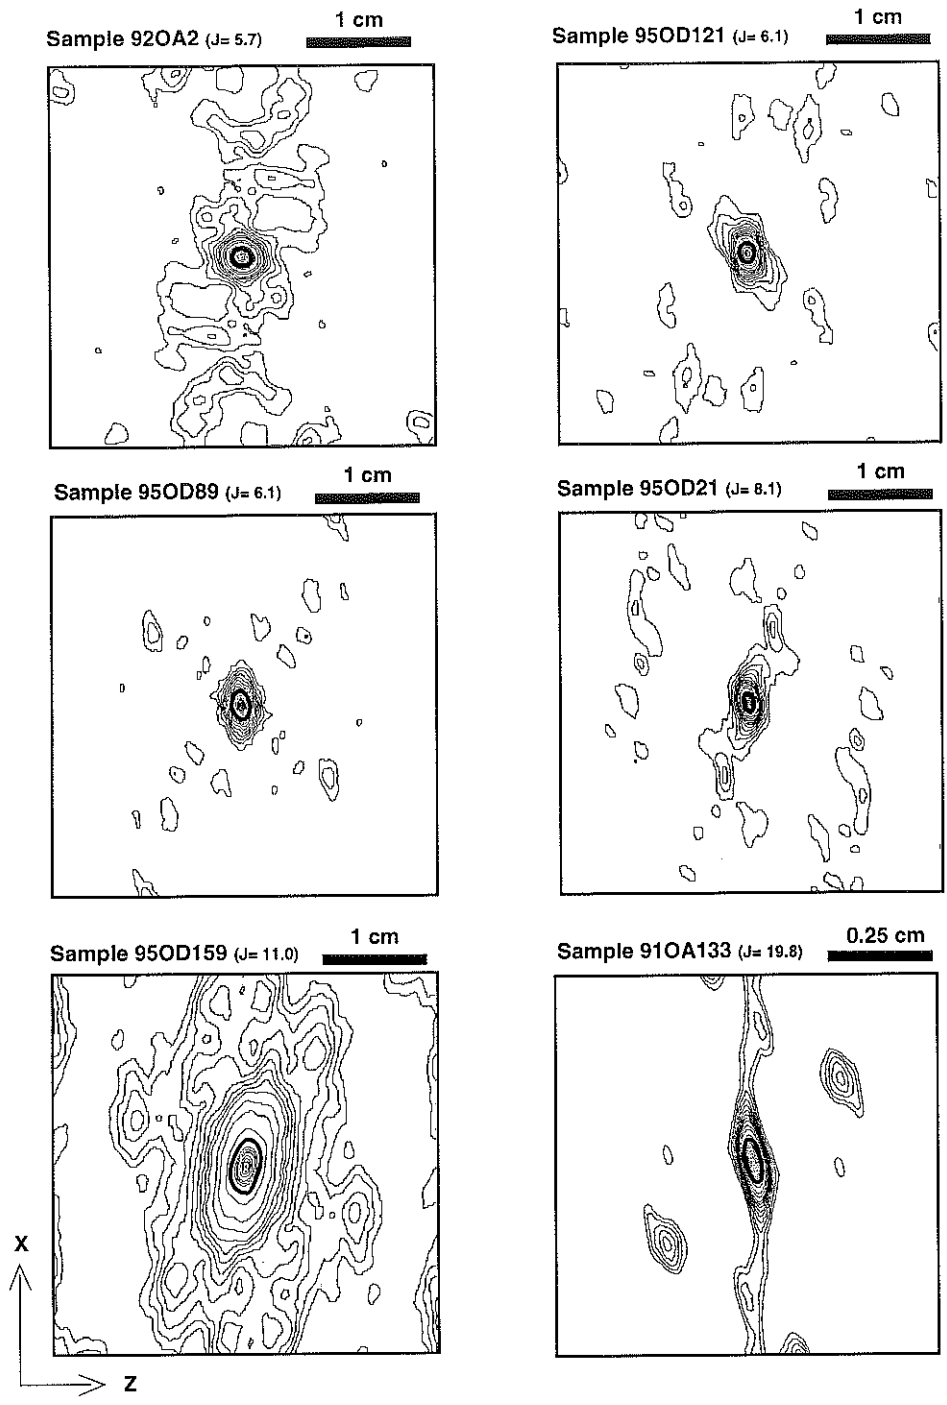 1 cm
Sample 92OA2 (J= 5.7)
1 cm
Sample 95OD121 (J= 6.1)
1 cm
Sample 95OD89 (J= 6.1)
1 cm
Sample 95OD21 (J= 8.1)
1 cm
Sample 95OD159 (J= 11.0)
0.25 cm
Sample 91OA133 (J= 19.8)
X
Z